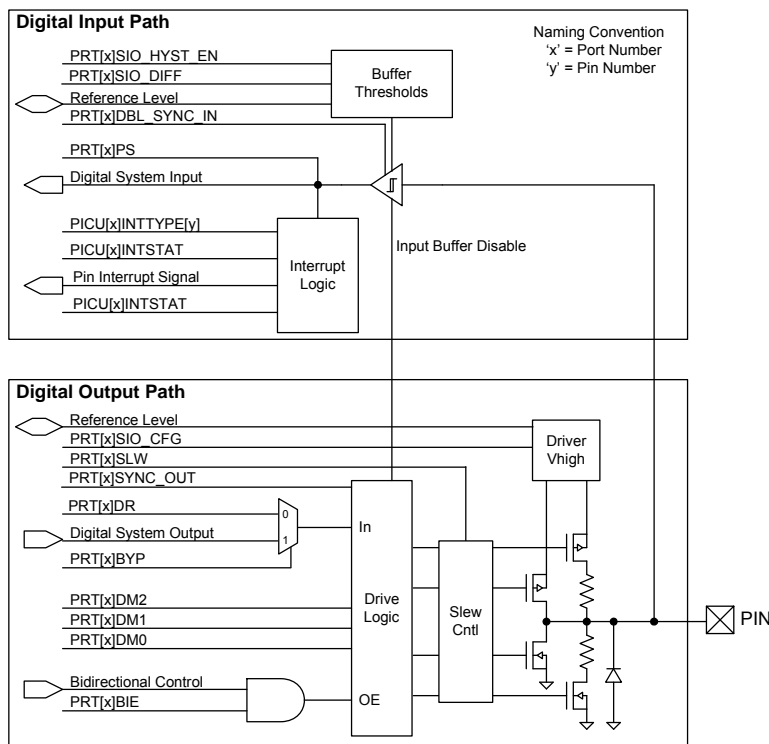 Digital Input Path
Naming Convention
‘x’ = Port Number
‘y’ = Pin Number
PRT[x]SIO_HYST_EN
PRT[x]SIO_DIFF
Reference Level
PRT[x]DBL_SYNC_IN
Buffer
Thresholds
PRT[x]PS
Digital System Input
PICU[x]INTTYPE[y]
PICU[x]INTSTAT
Pin Interrupt Signal
PICU[x]INTSTAT
Interrupt
Logic
Input Buffer Disable
Digital Output Path
Reference Level
PRT[x]SIO_CFG
PRT[x]SLW
PRT[x]SYNC_OUT
Driver
Vhigh
PRT[x]DR
Digital System Output
PRT[x]BYP
0
1
In
PRT[x]DM2
PRT[x]DM1
PRT[x]DM0
Drive
Logic
Slew
Cntl
PIN
Bidirectional Control
PRT[x]BIE
OE